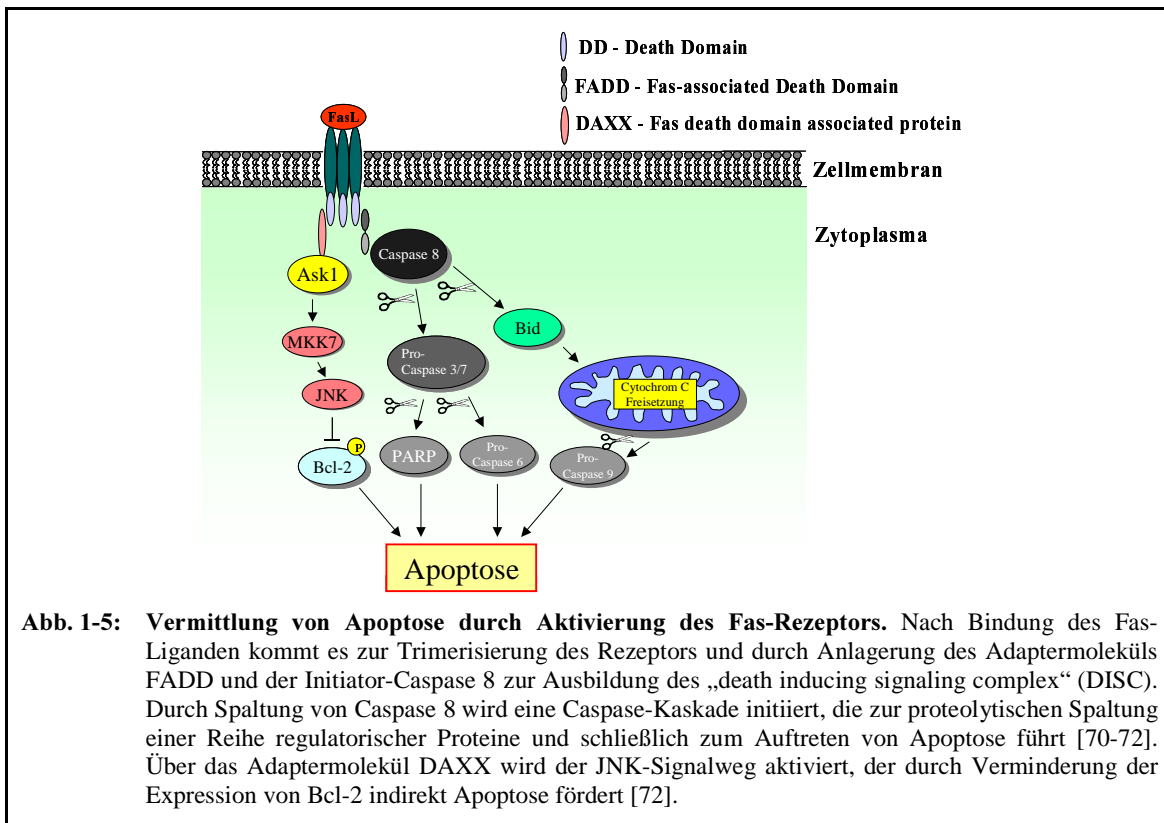 DD - Death Domain
FADD - Fas-associated Death Domain
DAXX - Fas death domain associated protein
FasL
Zellmembran
Zytoplasma
Caspase 8
Ask1
Bid
MKK7
Pro-
Caspase 3/7
Cytochrom C
Freisetzung
JNK
P
Bcl-2
PARP
Pro-
Caspase 6
Pro-
Caspase 9
Apoptose
Abb. 1-5: Vermittlung von Apoptose durch Aktivierung des Fas-Rezeptors. Nach Bindung des Fas-
Liganden kommt es zur Trimerisierung des Rezeptors und durch Anlagerung des Adaptermoleküls
FADD und der Initiator-Caspase 8 zur Ausbildung des „death inducing signaling complex“ (DISC).
Durch Spaltung von Caspase 8 wird eine Caspase-Kaskade initiiert, die zur proteolytischen Spaltung
einer Reihe regulatorischer Proteine und schließlich zum Auftreten von Apoptose führt [70-72].
Über das Adaptermolekül DAXX wird der JNK-Signalweg aktiviert, der durch Verminderung der
Expression von Bcl-2 indirekt Apoptose fördert [72].